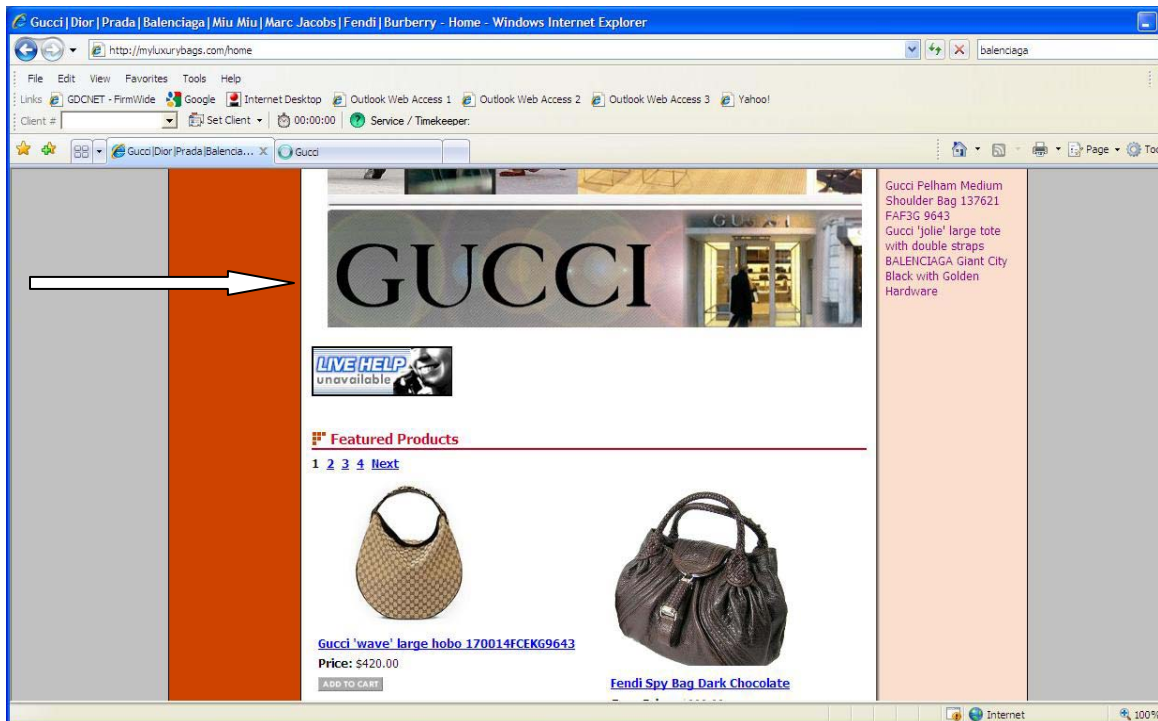 Gucci|Dior|Prada|Balenciaga|Miu Miu|Marc Jacobs|Fendi|Burberry - Home - Windows Internet Explorer
http://myluxurybags.com/home
balenciaga
File Edit View Favorites Tools Help
Links GDCNET - FirmWide Google Internet Desktop Outlook Web Access 1 Outlook Web Access 2 Outlook Web Access 3 Yahoo!
Client # Set Client 00:00:00 Service / Timekeeper:
Gucci|Dior|Prada|Balencia... Gucci Page Too
GUCCI
GUCCI
LIVE HELP
unavailable
Featured Products
1 2 3 4 Next
Gucci 'wave' large hobo 170014FCEKG9643
Price: $420.00
ADD TO CART
Fendi Spy Bag Dark Chocolate
Gucci Pelham Medium
Shoulder Bag 137621
FAF3G 9643
Gucci 'jolie' large tote
with double straps
BALENCIAGA Giant City
Black with Golden
Hardware
Internet 100%